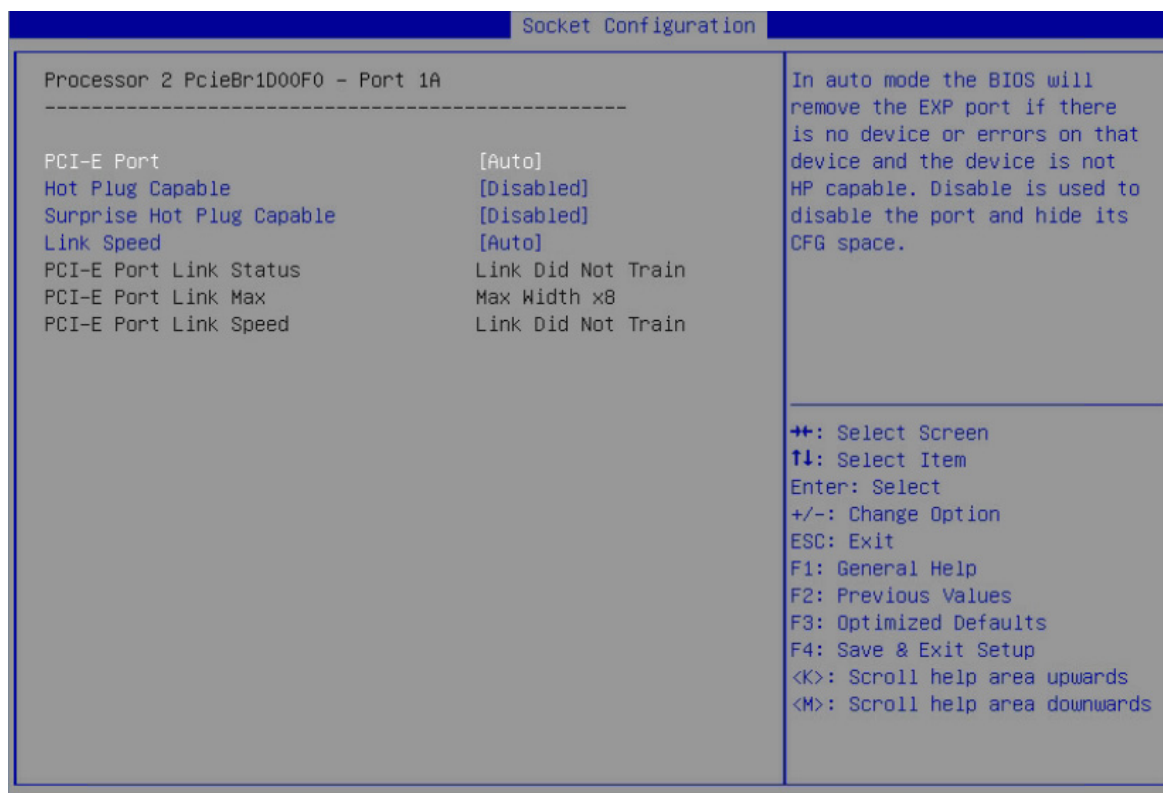 Socket Configuration
Processor 2 PcieBr1D00F0 - Port 1A
--------------------------------------------------
PCI-E Port [Auto]
Hot Plug Capable [Disabled]
Surprise Hot Plug Capable [Disabled]
Link Speed [Auto]
PCI-E Port Link Status Link Did Not Train
PCI-E Port Link Max Max Width x8
PCI-E Port Link Speed Link Did Not Train
In auto mode the BIOS will
remove the EXP port if there
is no device or errors on that
device and the device is not
HP capable. Disable is used to
disable the port and hide its
CFG space.
→←: Select Screen
↑↓: Select Item
Enter: Select
+/-: Change Option
ESC: Exit
F1: General Help
F2: Previous Values
F3: Optimized Defaults
F4: Save & Exit Setup
<K>: Scroll help area upwards
<M>: Scroll help area downwards